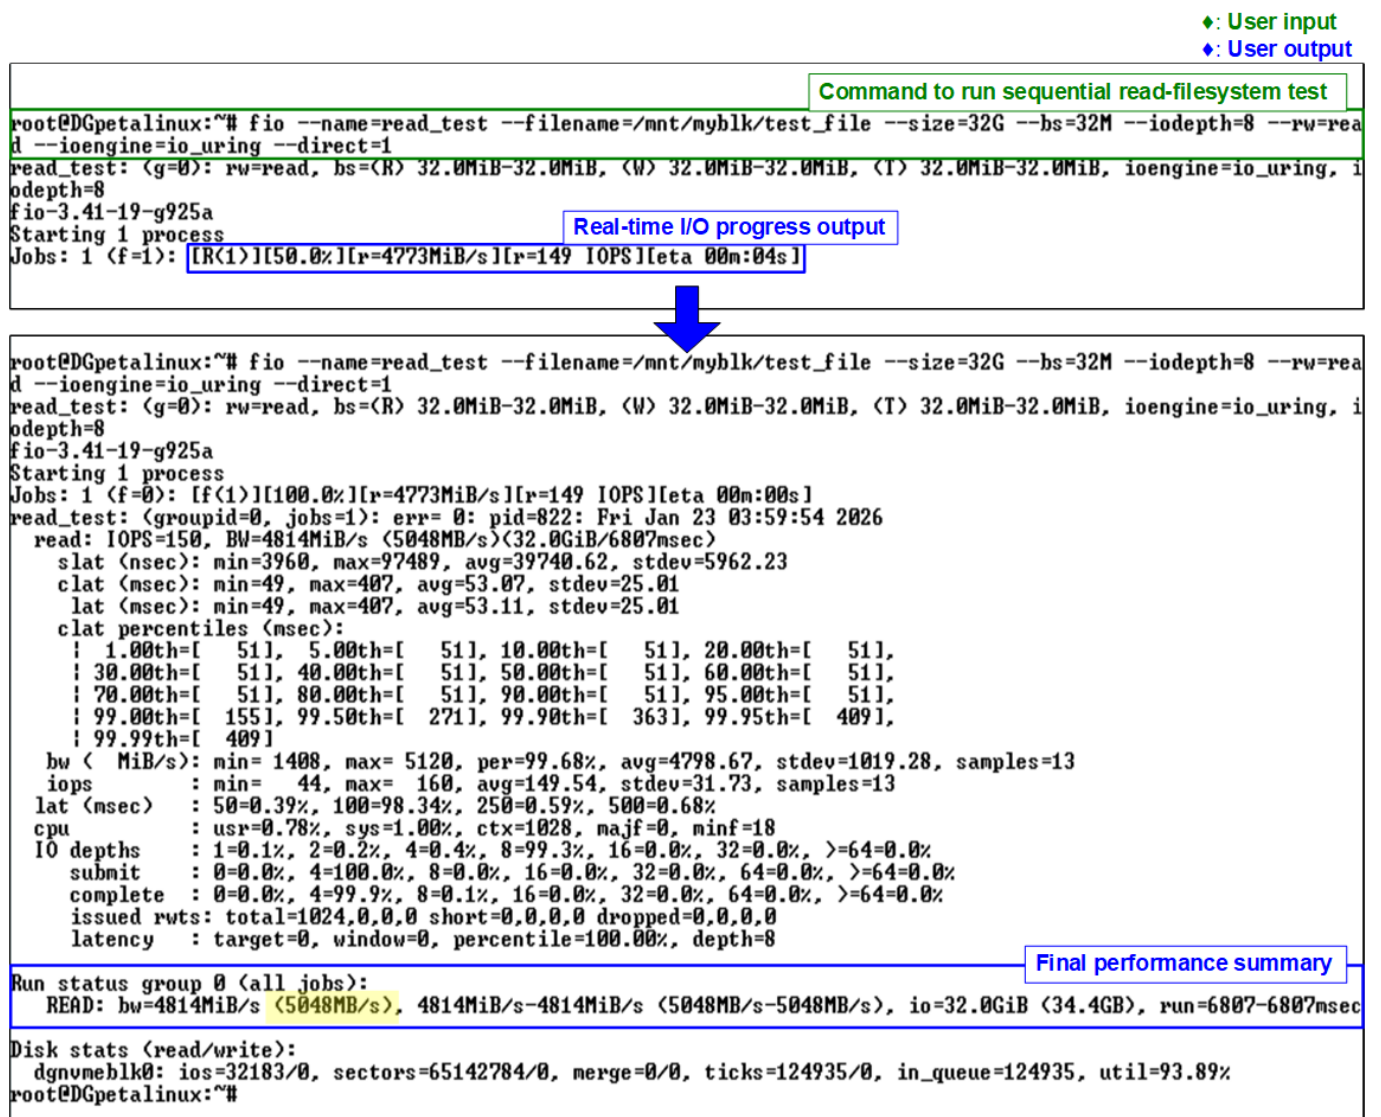 ♦: User input
♦: User output
Command to run sequential read-filesystem test
root@DGpetalinux:~# fio --name=read_test --filename=/mnt/myblk/test_file --size=32G --bs=32M --iodepth=8 --rw=rea
d --ioengine=io_uring --direct=1
read_test: (g=0): rw=read, bs=(R) 32.0MiB-32.0MiB, (W) 32.0MiB-32.0MiB, (T) 32.0MiB-32.0MiB, ioengine=io_uring, i
odepth=8
fio-3.41-19-g925a
Starting 1 process
Real-time I/O progress output
Jobs: 1 (f=1): [R(1)][50.0%][r=4773MiB/s][r=149 IOPS][eta 00m:04s]
root@DGpetalinux:~# fio --name=read_test --filename=/mnt/myblk/test_file --size=32G --bs=32M --iodepth=8 --rw=rea
d --ioengine=io_uring --direct=1
read_test: (g=0): rw=read, bs=(R) 32.0MiB-32.0MiB, (W) 32.0MiB-32.0MiB, (T) 32.0MiB-32.0MiB, ioengine=io_uring, i
odepth=8
fio-3.41-19-g925a
Starting 1 process
Jobs: 1 (f=0): [f(1)][100.0%][r=4773MiB/s][r=149 IOPS][eta 00m:00s]
read_test: (groupid=0, jobs=1): err= 0: pid=822: Fri Jan 23 03:59:54 2026
read: IOPS=150, BW=4814MiB/s (5048MB/s)(32.0GiB/6807msec)
slat (nsec): min=3960, max=97489, avg=39740.62, stdev=5962.23
clat (msec): min=49, max=407, avg=53.07, stdev=25.01
lat (msec): min=49, max=407, avg=53.11, stdev=25.01
clat percentiles (msec):
| 1.00th=[ 51], 5.00th=[ 51], 10.00th=[ 51], 20.00th=[ 51],
| 30.00th=[ 51], 40.00th=[ 51], 50.00th=[ 51], 60.00th=[ 51],
| 70.00th=[ 51], 80.00th=[ 51], 90.00th=[ 51], 95.00th=[ 51],
| 99.00th=[ 155], 99.50th=[ 271], 99.90th=[ 363], 99.95th=[ 409],
| 99.99th=[ 409]
bw ( MiB/s): min= 1408, max= 5120, per=99.68%, avg=4798.67, stdev=1019.28, samples=13
iops : min= 44, max= 160, avg=149.54, stdev=31.73, samples=13
lat (msec) : 50=0.39%, 100=98.34%, 250=0.59%, 500=0.68%
cpu : usr=0.78%, sys=1.00%, ctx=1028, majf=0, minf=18
IO depths : 1=0.1%, 2=0.2%, 4=0.4%, 8=99.3%, 16=0.0%, 32=0.0%, >=64=0.0%
submit : 0=0.0%, 4=100.0%, 8=0.0%, 16=0.0%, 32=0.0%, 64=0.0%, >=64=0.0%
complete : 0=0.0%, 4=99.9%, 8=0.1%, 16=0.0%, 32=0.0%, 64=0.0%, >=64=0.0%
issued rwts: total=1024,0,0,0 short=0,0,0,0 dropped=0,0,0,0
latency : target=0, window=0, percentile=100.00%, depth=8
Final performance summary
Run status group 0 (all jobs):
READ: bw=4814MiB/s (5048MB/s), 4814MiB/s-4814MiB/s (5048MB/s-5048MB/s), io=32.0GiB (34.4GB), run=6807-6807msec
Disk stats (read/write):
dgnvmeblk0: ios=32183/0, sectors=65142784/0, merge=0/0, ticks=124935/0, in_queue=124935, util=93.89%
root@DGpetalinux:~#